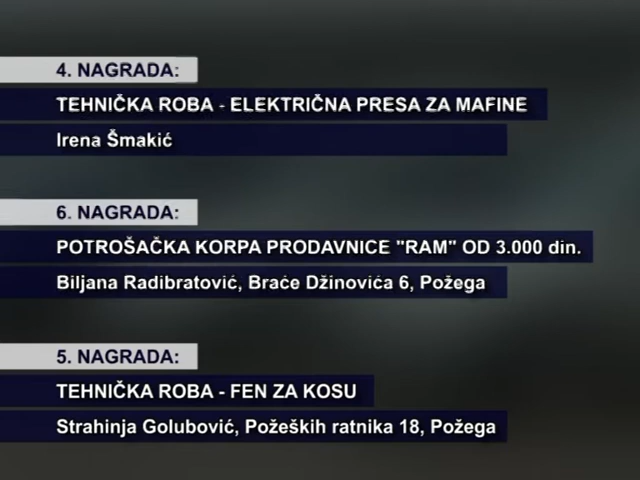 4. NAGRADA:
TEHNIČKA ROBA - ELEKTRIČNA PRESA ZA MAFINE
Irena Šmakić
6. NAGRADA:
POTROŠAČKA KORPA PRODAVNICE "RAM" OD 3.000 din.
Biljana Radibratović, Braće Džinovića 6, Požega
5. NAGRADA:
TEHNIČKA ROBA - FEN ZA KOSU
Strahinja Golubović, Požeških ratnika 18, Požega